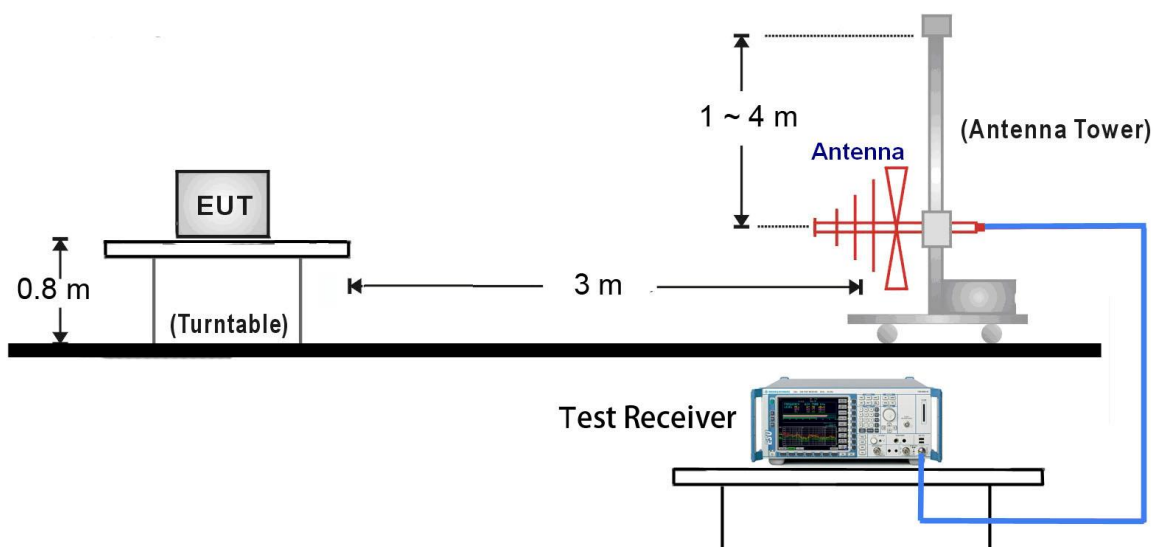 1 ~ 4 m
(Antenna Tower)
Antenna
EUT
0.8 m
3 m
(Turntable)
Test Receiver